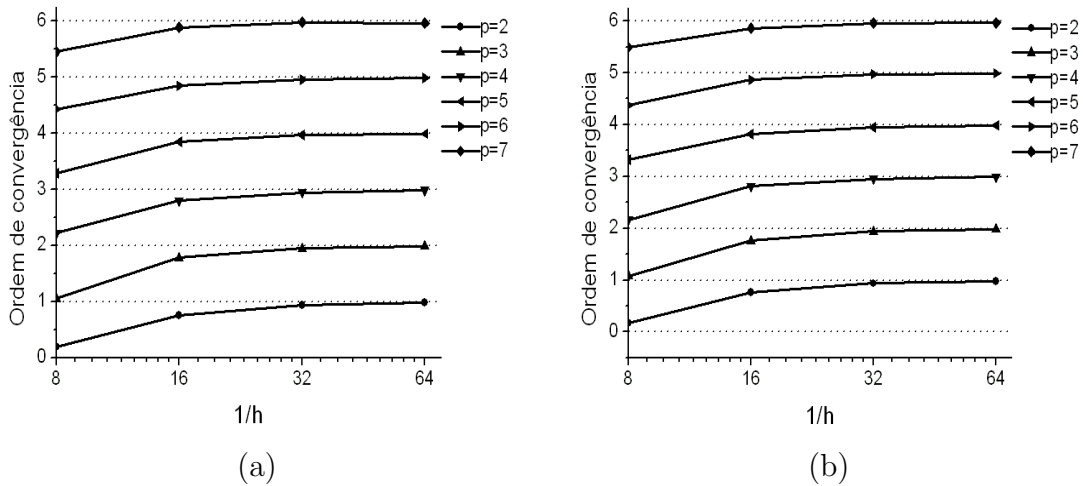 Ordem de convergência
6
5
4
3
2
1
0
8
16
32
64
1/h
p=2
p=3
p=4
p=5
p=6
p=7
(a)
Ordem de convergência
6
5
4
3
2
1
0
8
16
32
64
1/h
p=2
p=3
p=4
p=5
p=6
p=7
(b)